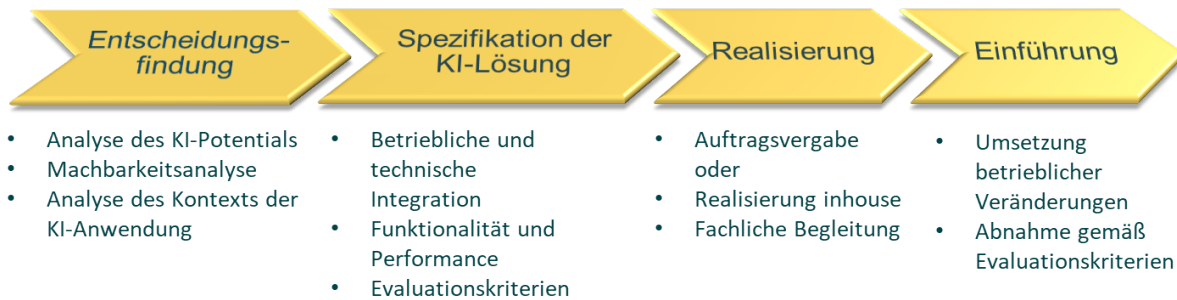 Entscheidungs-
findung
• Analyse des KI-Potentials
• Machbarkeitsanalyse
• Analyse des Kontexts der
KI-Anwendung
Spezifikation der
KI-Lösung
• Betriebliche und
technische
Integration
• Funktionalität und
Performance
• Evaluationskriterien
Realisierung
• Auftragsvergabe
oder
• Realisierung inhouse
• Fachliche Begleitung
Einführung
• Umsetzung
betrieblicher
Veränderungen
• Abnahme gemäß
Evaluationskriterien